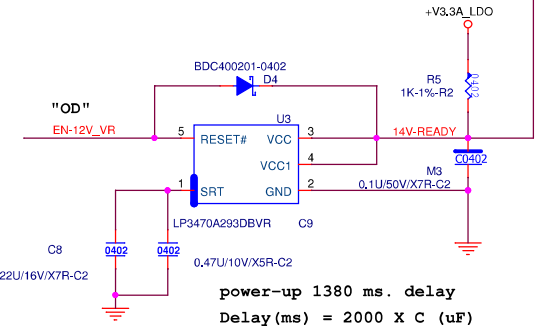 +V3.3A_LDO
BDC400201-0402
D4
R5
0402
1K-1%-R2
"OD"
EN-12V_VR
5
U3
RESET#
VCC
3
14V-READY
VCC1
4
C0402
M3
1
SRT
GND
2
0.1U/50V/X7R-C2
LP3470A293DBVR
C9
C8
0402
0402
0.47U/10V/X5R-C2
22U/16V/X7R-C2
power-up 1380 ms. delay
Delay(ms) = 2000 X C (uF)